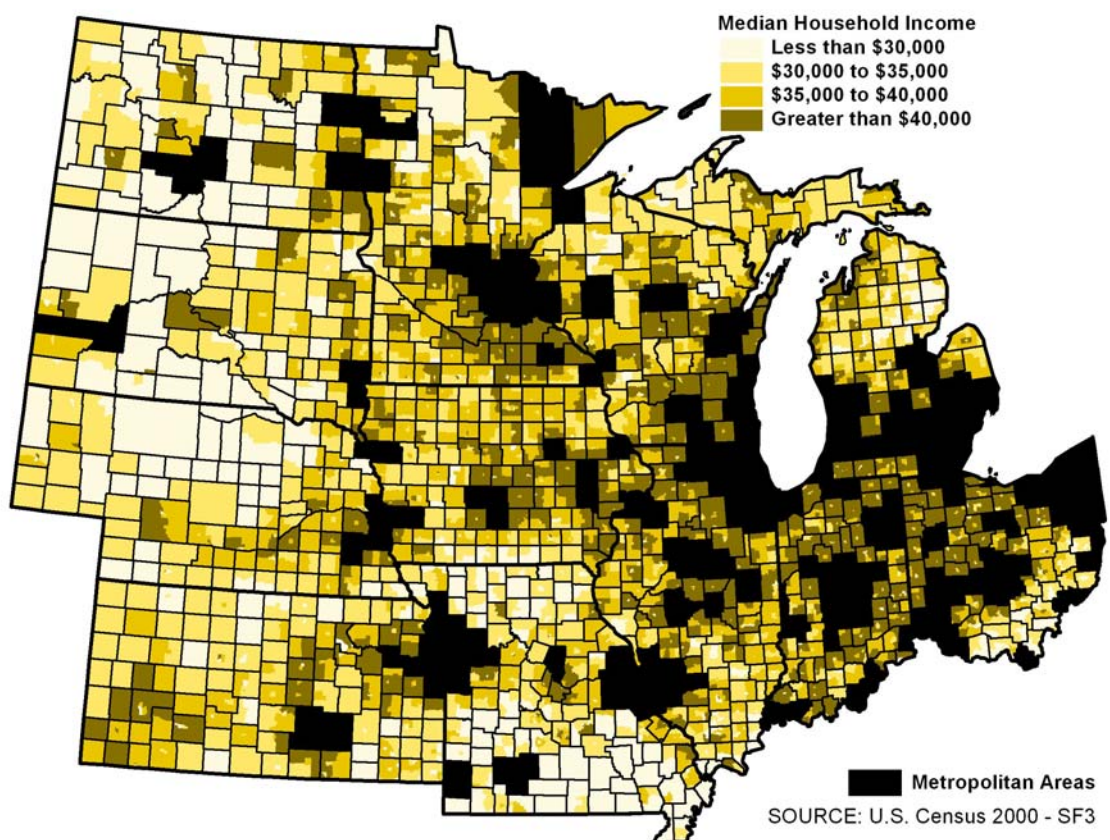 Median Household Income
Less than $30,000
$30,000 to $35,000
$35,000 to $40,000
Greater than $40,000
Metropolitan Areas
SOURCE: U.S. Census 2000 - SF3